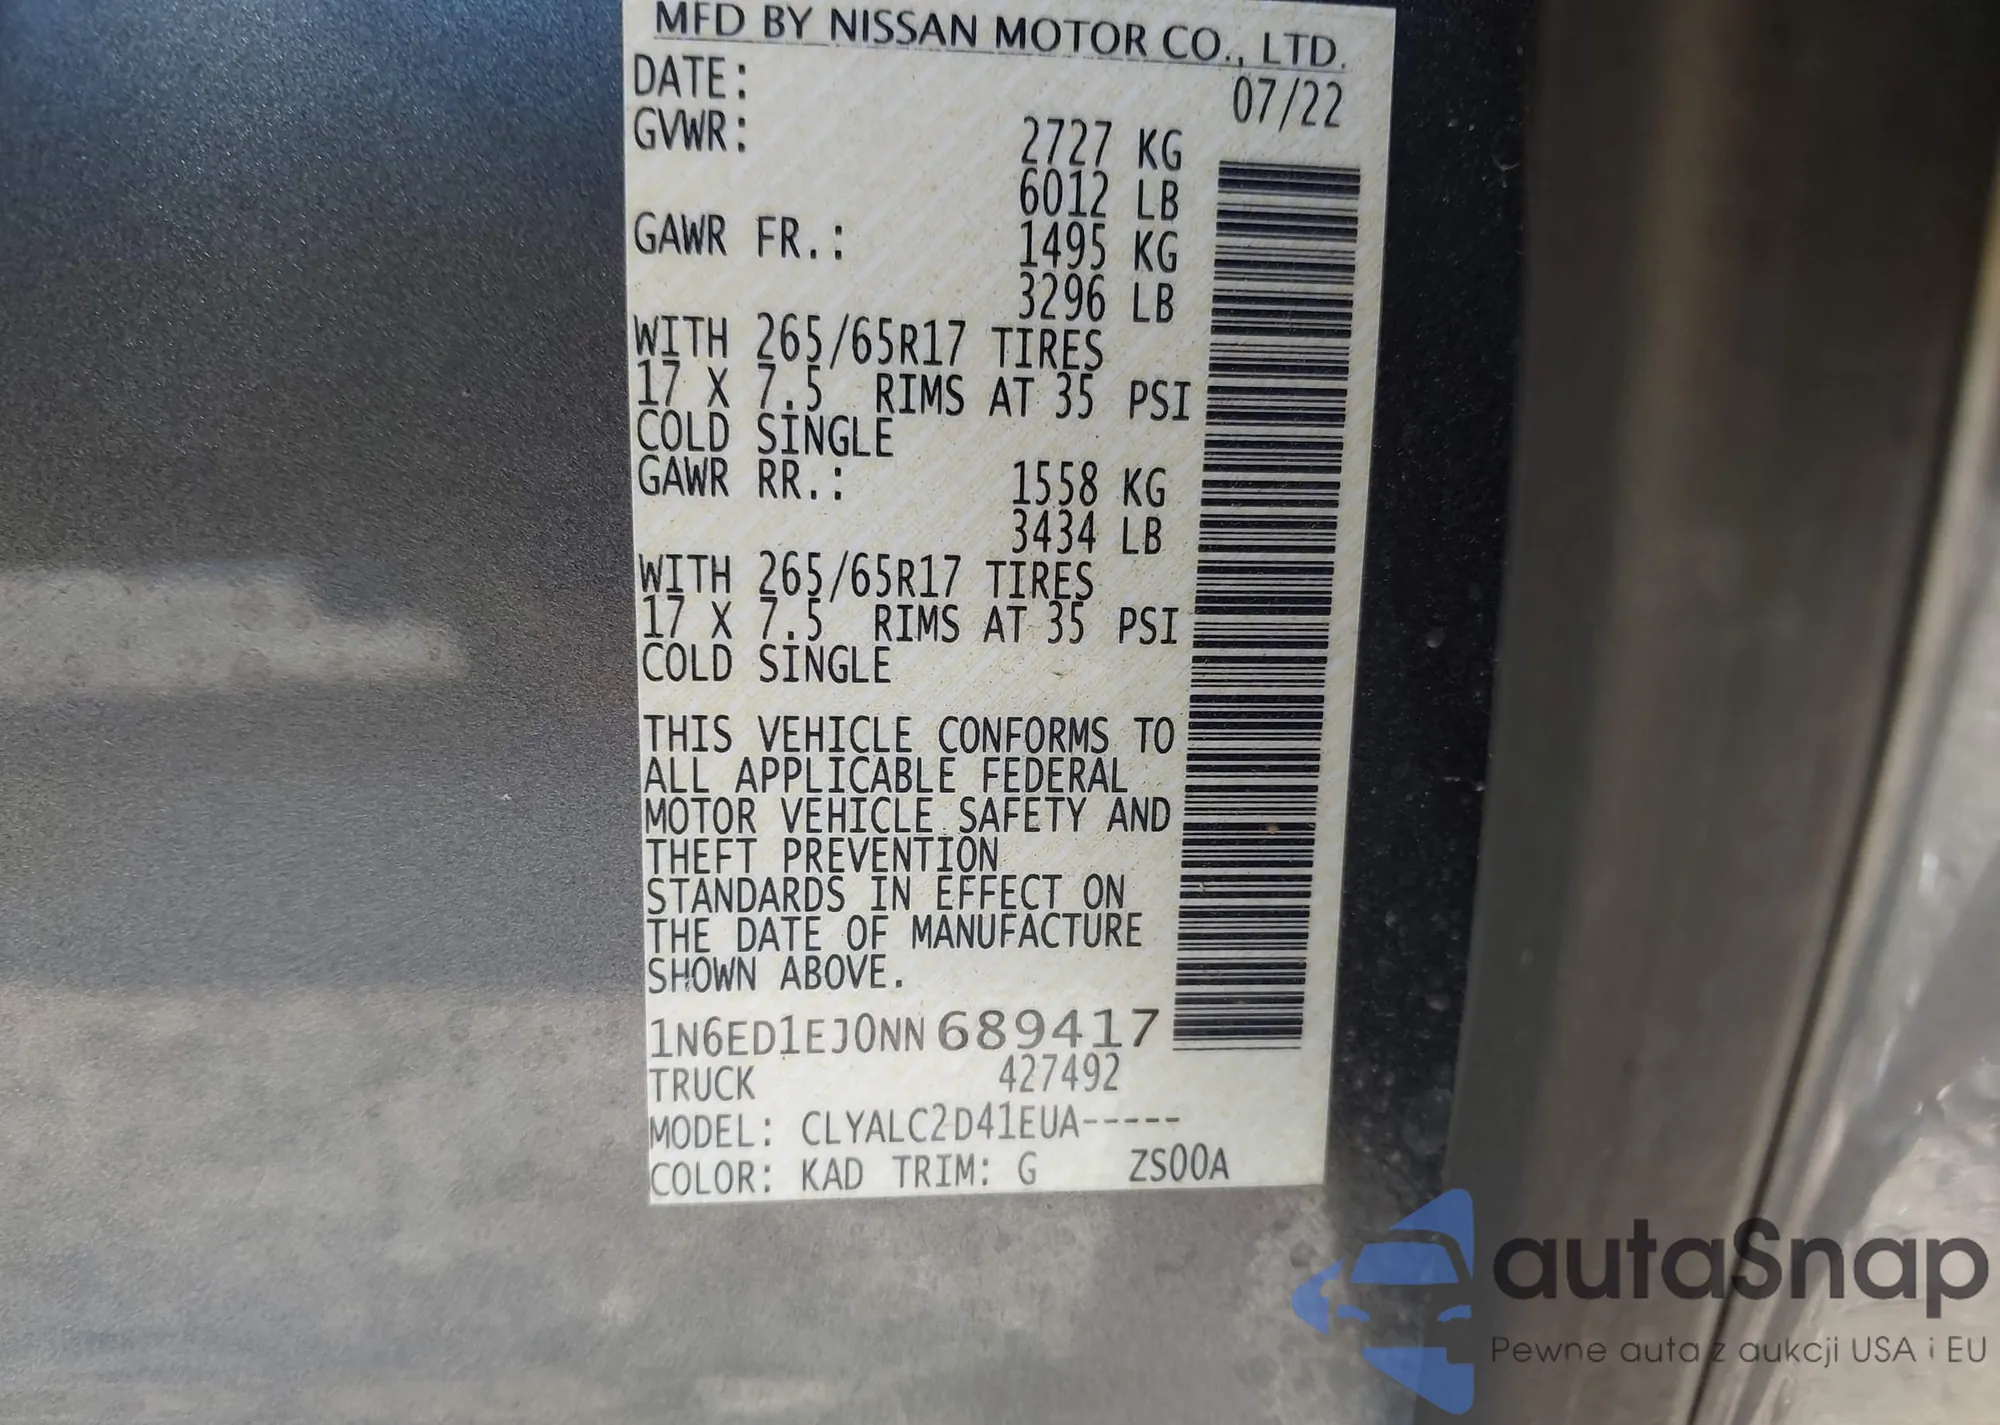 MFD BY NISSAN MOTOR CO., LTD.
DATE: 07/22
GVWR: 2727 KG
6012 LB
GAWR FR.: 1495 KG
3296 LB
WITH 265/65R17 TIRES
17 X 7.5 RIMS AT 35 PSI
COLD SINGLE
GAWR RR.: 1558 KG
3434 LB
WITH 265/65R17 TIRES
17 X 7.5 RIMS AT 35 PSI
COLD SINGLE
THIS VEHICLE CONFORMS TO
ALL APPLICABLE FEDERAL
MOTOR VEHICLE SAFETY AND
THEFT PREVENTION
STANDARDS IN EFFECT ON
THE DATE OF MANUFACTURE
SHOWN ABOVE.
1N6ED1EJ0NN689417
TRUCK 427492
MODEL: CLYALC2D41EUA-----
COLOR: KAD TRIM: G ZS00A
autaSnap
Pewne auta z aukcji USA i EU